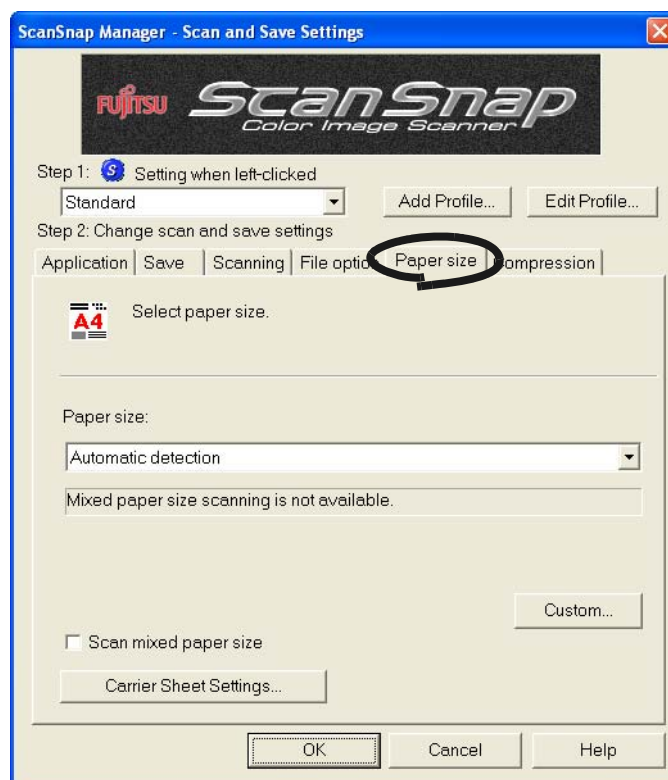 ScanSnap Manager - Scan and Save Settings
FUJITSU ScanSnap
Color Image Scanner
Step 1: S Setting when left-clicked
Standard Add Profile... Edit Profile...
Step 2: Change scan and save settings
Application Save Scanning File option Paper size Compression
A4 Select paper size.
Paper size:
Automatic detection
Mixed paper size scanning is not available.
Custom...
Scan mixed paper size
Carrier Sheet Settings...
OK Cancel Help